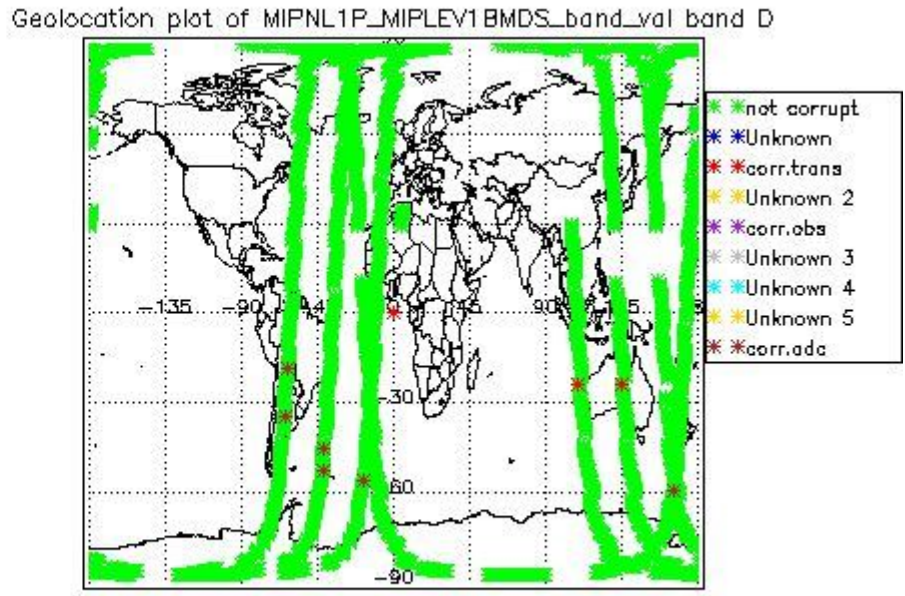 Geolocation plot of MIPNL1P_MIPLEV1BMDS_band_val band D
not corrupt
Unknown
corr.trans
Unknown 2
corr.obs
Unknown 3
Unknown 4
Unknown 5
corr.adc
-135 -90 45 90
-30
-60
-90